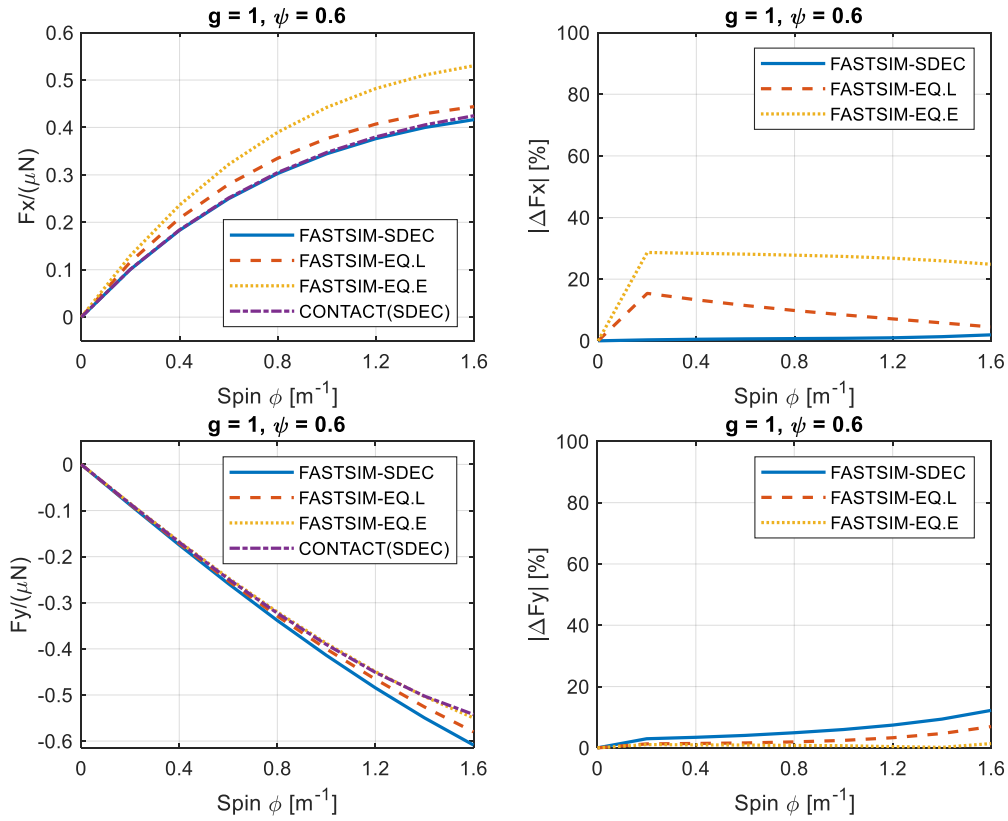 g = 1, ψ = 0.6
0.6
0.5
0.4
0.3
0.2
0.1
0
Fx/(μN)
FASTSIM-SDEC
FASTSIM-EQ.L
FASTSIM-EQ.E
CONTACT(SDEC)
0 0.4 0.8 1.2 1.6
Spin ϕ [m⁻¹]
g = 1, ψ = 0.6
100
80
60
40
20
0
|ΔFx| [%]
FASTSIM-SDEC
FASTSIM-EQ.L
FASTSIM-EQ.E
0 0.4 0.8 1.2 1.6
Spin ϕ [m⁻¹]
g = 1, ψ = 0.6
0
-0.1
-0.2
-0.3
-0.4
-0.5
-0.6
Fy/(μN)
FASTSIM-SDEC
FASTSIM-EQ.L
FASTSIM-EQ.E
CONTACT(SDEC)
0 0.4 0.8 1.2 1.6
Spin ϕ [m⁻¹]
g = 1, ψ = 0.6
100
80
60
40
20
0
|ΔFy| [%]
FASTSIM-SDEC
FASTSIM-EQ.L
FASTSIM-EQ.E
0 0.4 0.8 1.2 1.6
Spin ϕ [m⁻¹]